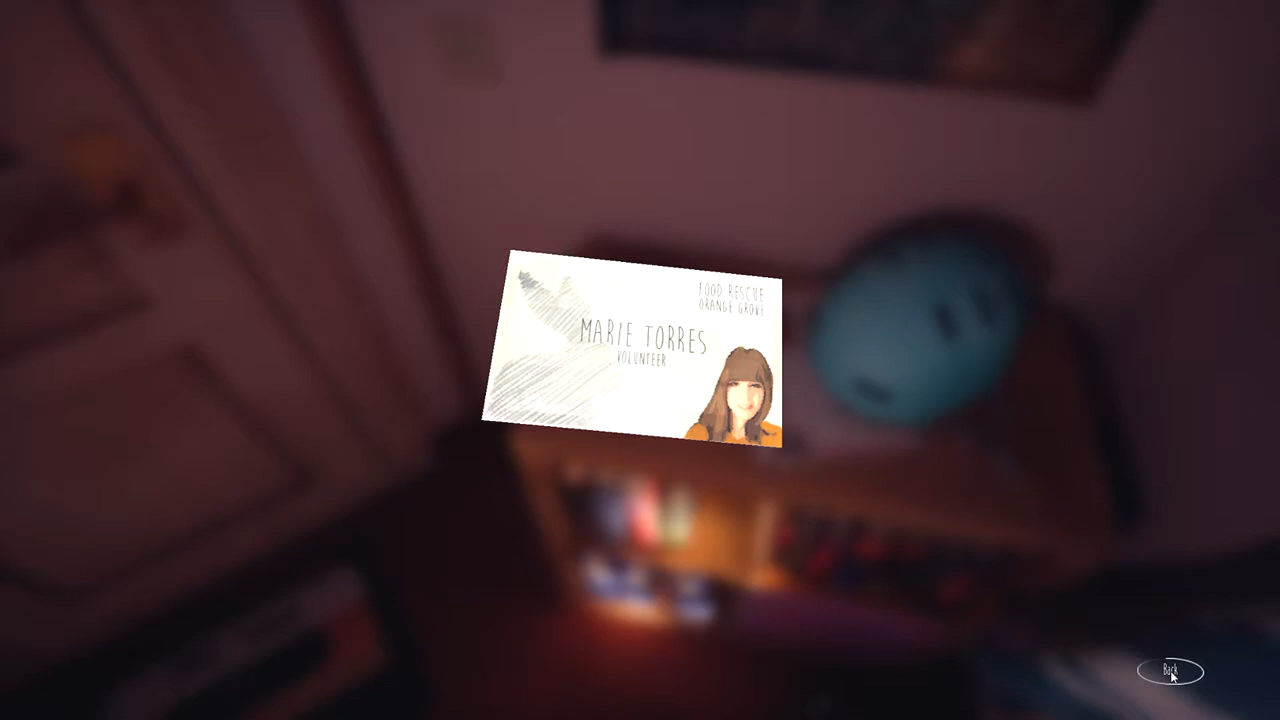 FOOD RESCUE
ORANGE GROVE
MARIE TORRES
VOLUNTEER
Back